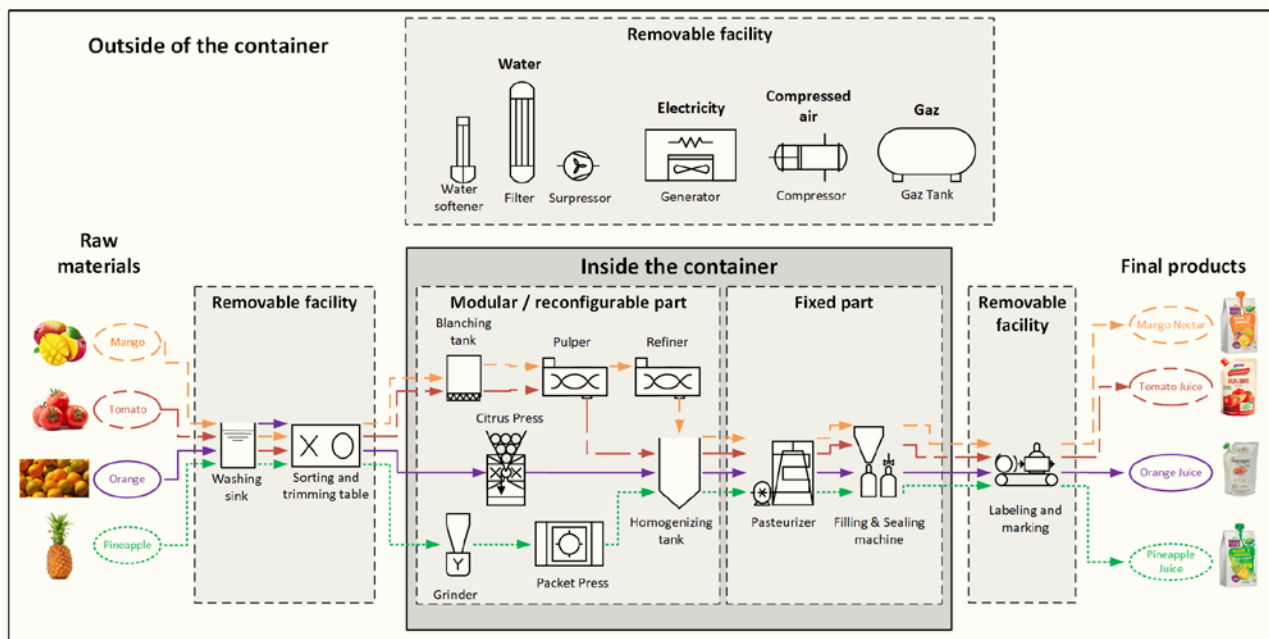 Outside of the container
Removable facility
Water
Electricity
Compressed
air
Gaz
Water
softener
Filter
Surpressor
Generator
Compressor
Gaz Tank
Raw
materials
Inside the container
Final products
Removable facility
Modular / reconfigurable part
Fixed part
Removable
facility
Blanching
tank
Pulper
Refiner
Mango
Mango Nectar
Tomato
Tomato Juice
Citrus Press
Orange
Orange Juice
Washing
sink
Sorting and
trimming table
Homogenizing
tank
Pasteurizer
Filling & Sealing
machine
Labeling and
marking
Pineapple
Pineapple
Juice
Y
Grinder
Packet Press